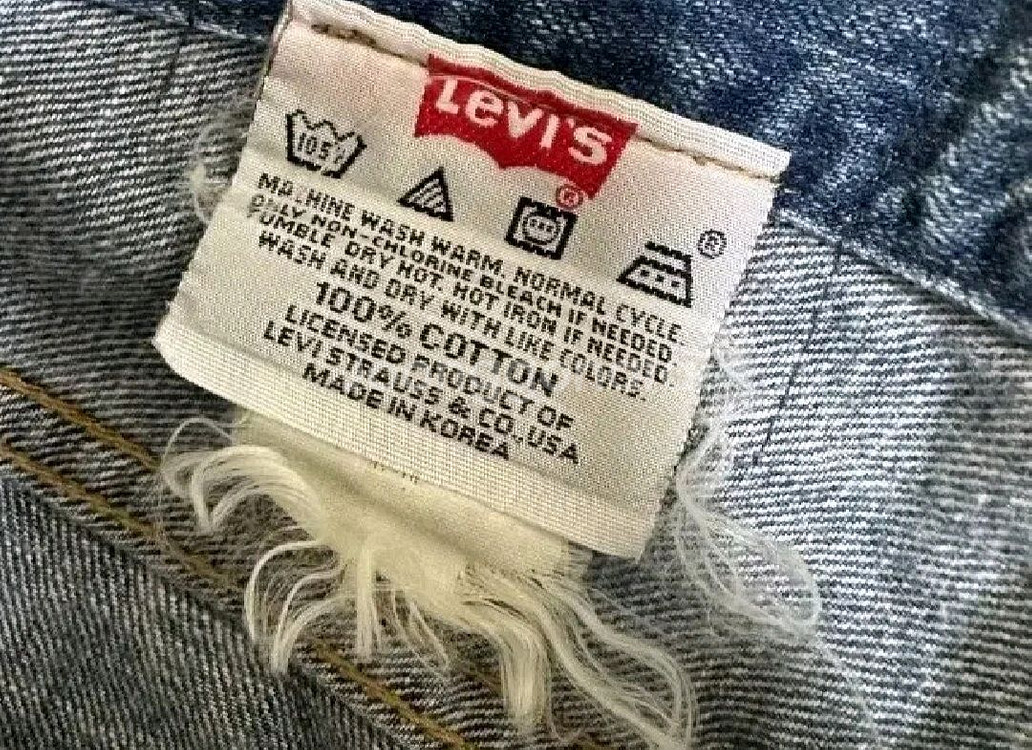 Levi's
®
105°
®
MACHINE WASH WARM, NORMAL CYCLE.
ONLY NON-CHLORINE BLEACH IF NEEDED.
TUMBLE DRY HOT. HOT IRON IF NEEDED.
WASH AND DRY WITH LIKE COLORS.
100% COTTON
LICENSED PRODUCT OF
LEVI STRAUSS & CO., USA
MADE IN KOREA